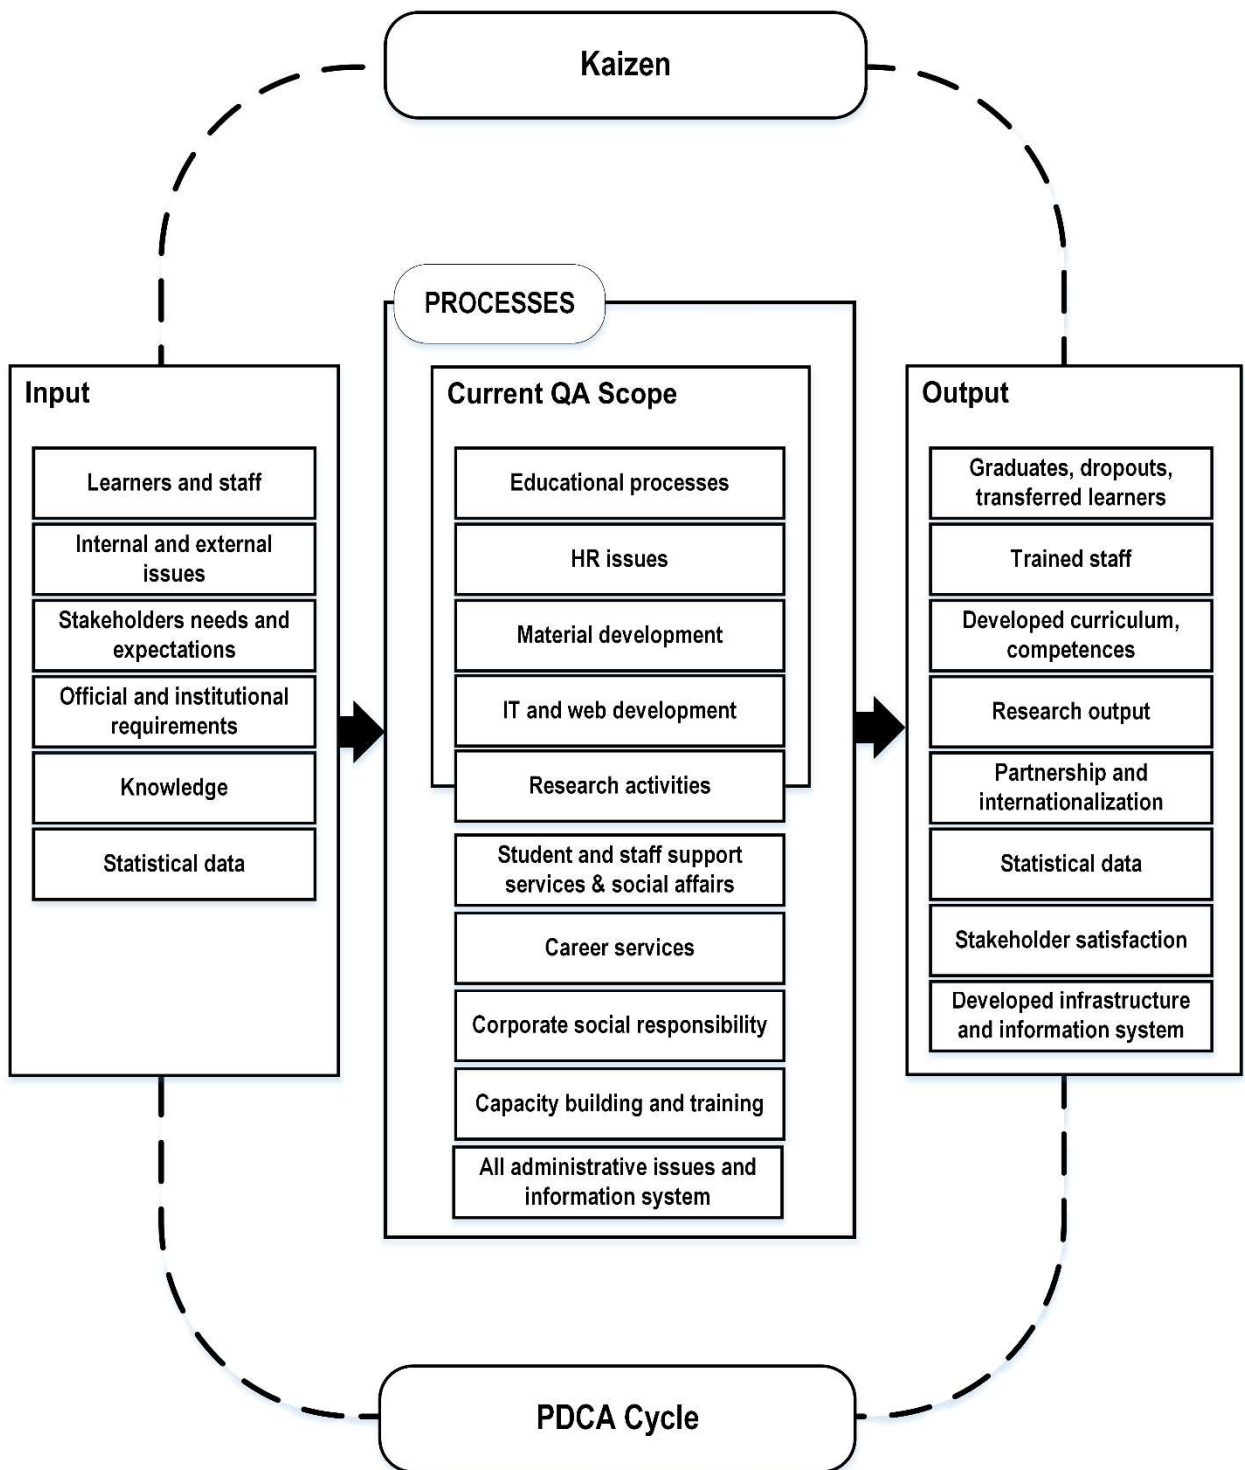 Kaizen
PROCESSES
Input
Learners and staff
Internal and external
issues
Stakeholders needs and
expectations
Official and institutional
requirements
Knowledge
Statistical data
Current QA Scope
Educational processes
HR issues
Material development
IT and web development
Research activities
Student and staff support
services & social affairs
Career services
Corporate social responsibility
Capacity building and training
All administrative issues and
information system
Output
Graduates, dropouts,
transferred learners
Trained staff
Developed curriculum,
competences
Research output
Partnership and
internationalization
Statistical data
Stakeholder satisfaction
Developed infrastructure
and information system
PDCA Cycle